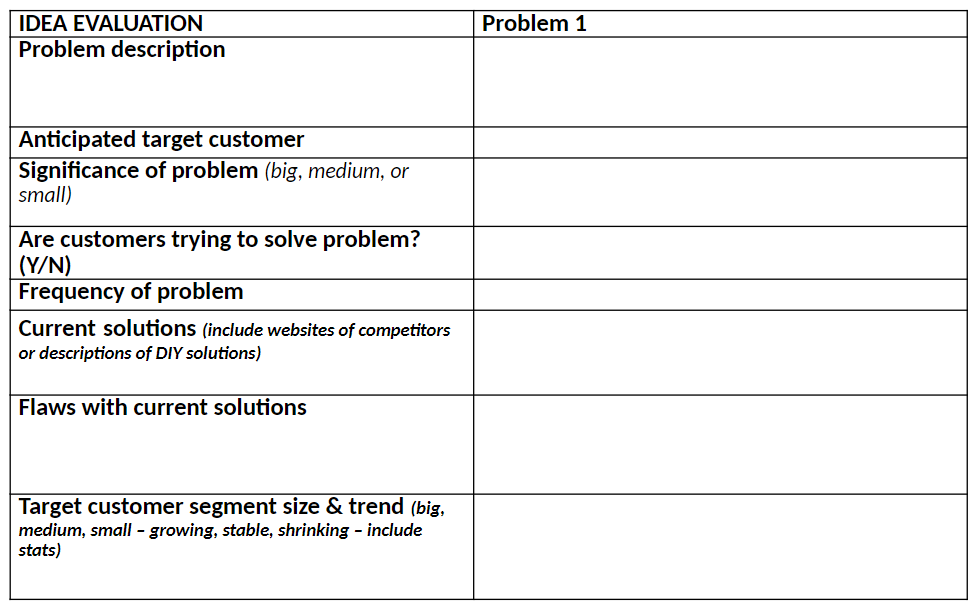 IDEA EVALUATION
Problem 1
Problem description
Anticipated target customer
Significance of problem (big, medium, or
small)
Are customers trying to solve problem?
(Y/N)
Frequency of problem
Current solutions (include websites of competitors
or descriptions of DIY solutions)
Flaws with current solutions
Target customer segment size & trend (big,
medium, small – growing, stable, shrinking – include
stats)